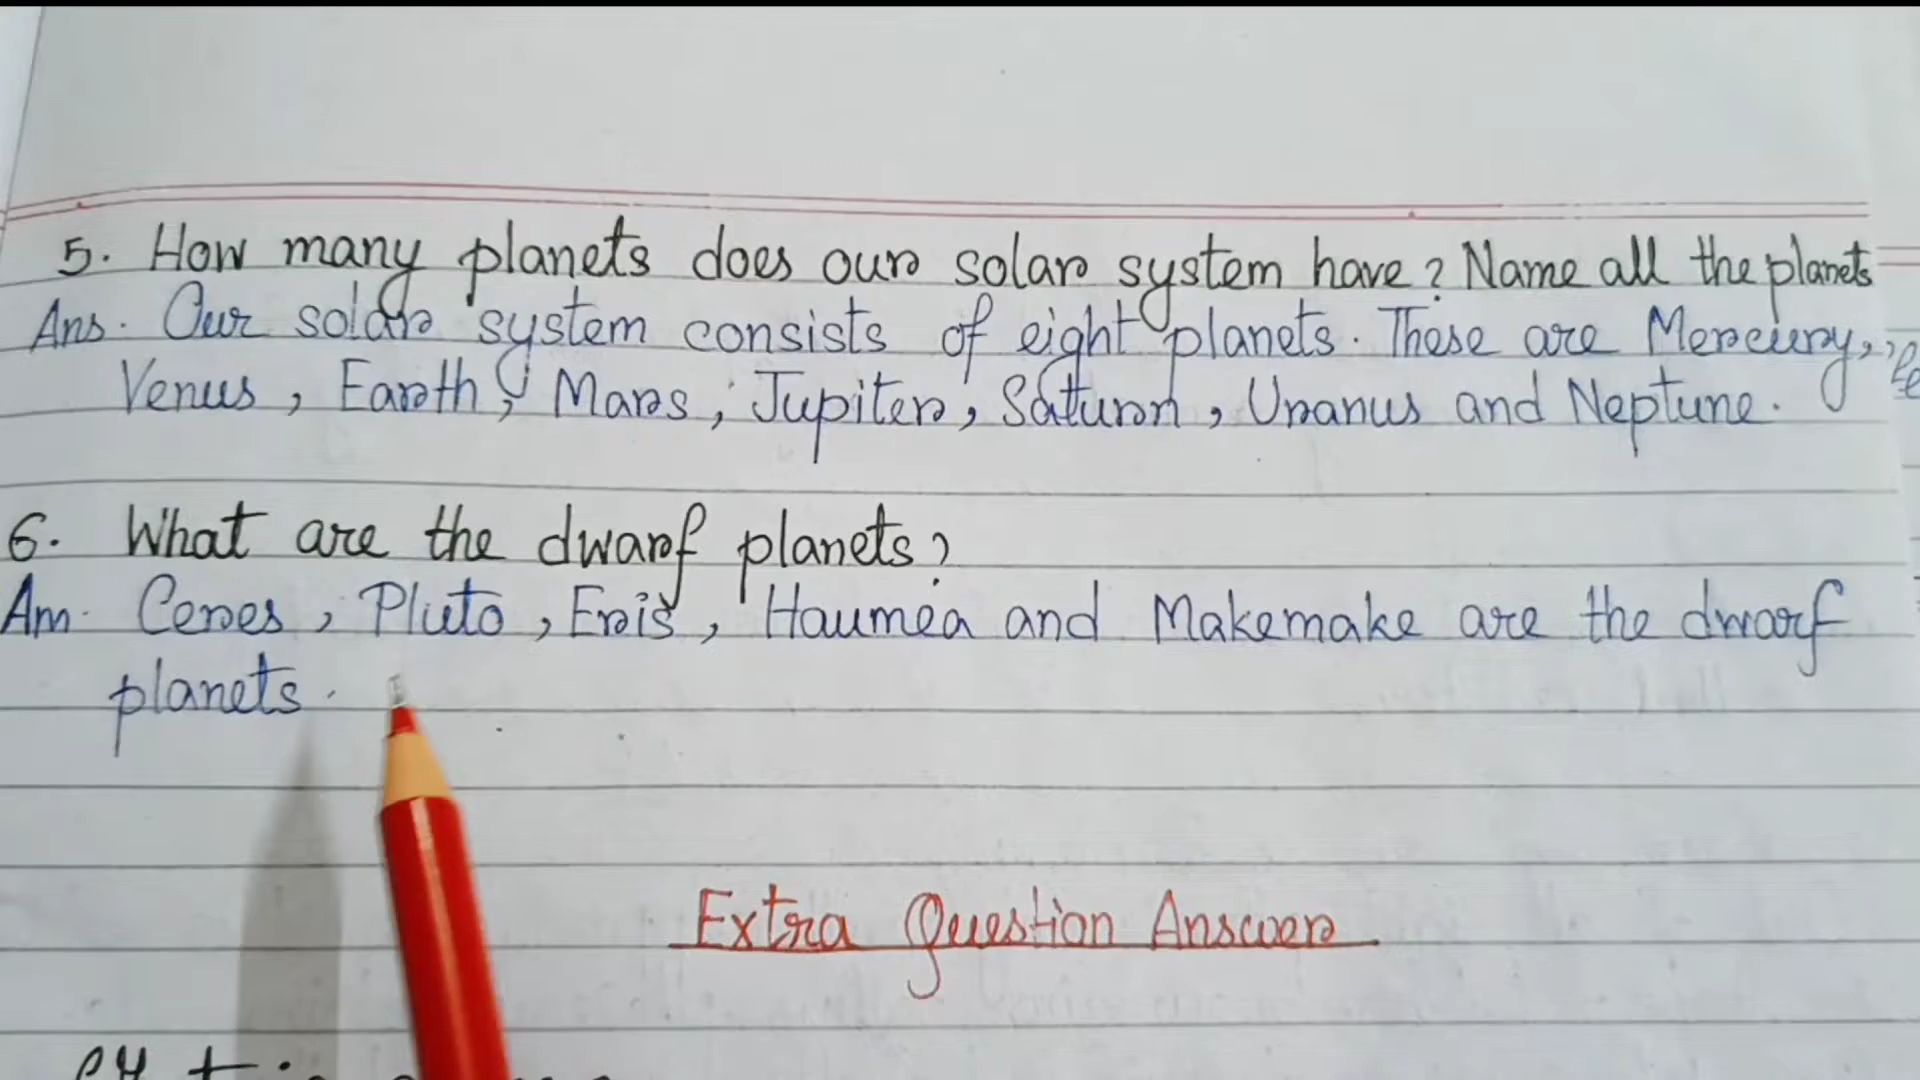 5. How many planets does our solar system have? Name all the planets
Ans. Our solar system consists of eight planets. These are Mercury,
Venus, Earth, Mars, Jupiter, Saturn, Uranus and Neptune.
6. What are the dwarf planets?
Ans. Ceres, Pluto, Eris, Haumea and Makemake are the dwarf
planets.
Extra Question Answer